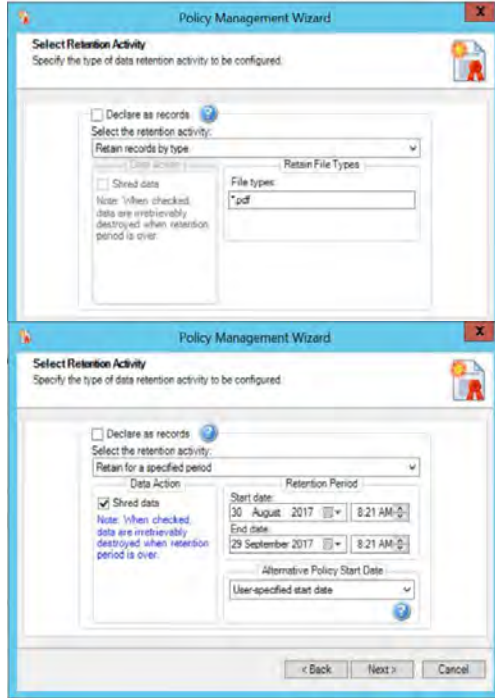 Policy Management Wizard
X
Select Retention Activity
Specify the type of data retention activity to be configured.
Declare as records ?
Select the retention activity:
Retain records by type
Data Action
Retain File Types
Shred data
File types:
*.pdf
Note: When checked,
data are irretrievably
destroyed when retention
period is over.
Policy Management Wizard
X
Select Retention Activity
Specify the type of data retention activity to be configured.
Declare as records ?
Select the retention activity:
Retain for a specified period
Data Action
Retention Period
Shred data
Start date:
Note: When checked,
data are irretrievably
destroyed when retention
period is over.
30 August 2017 8:21 AM
End date:
29 September 2017 8:21 AM
Alternative Policy Start Date
User-specified start date
?
< Back Next > Cancel